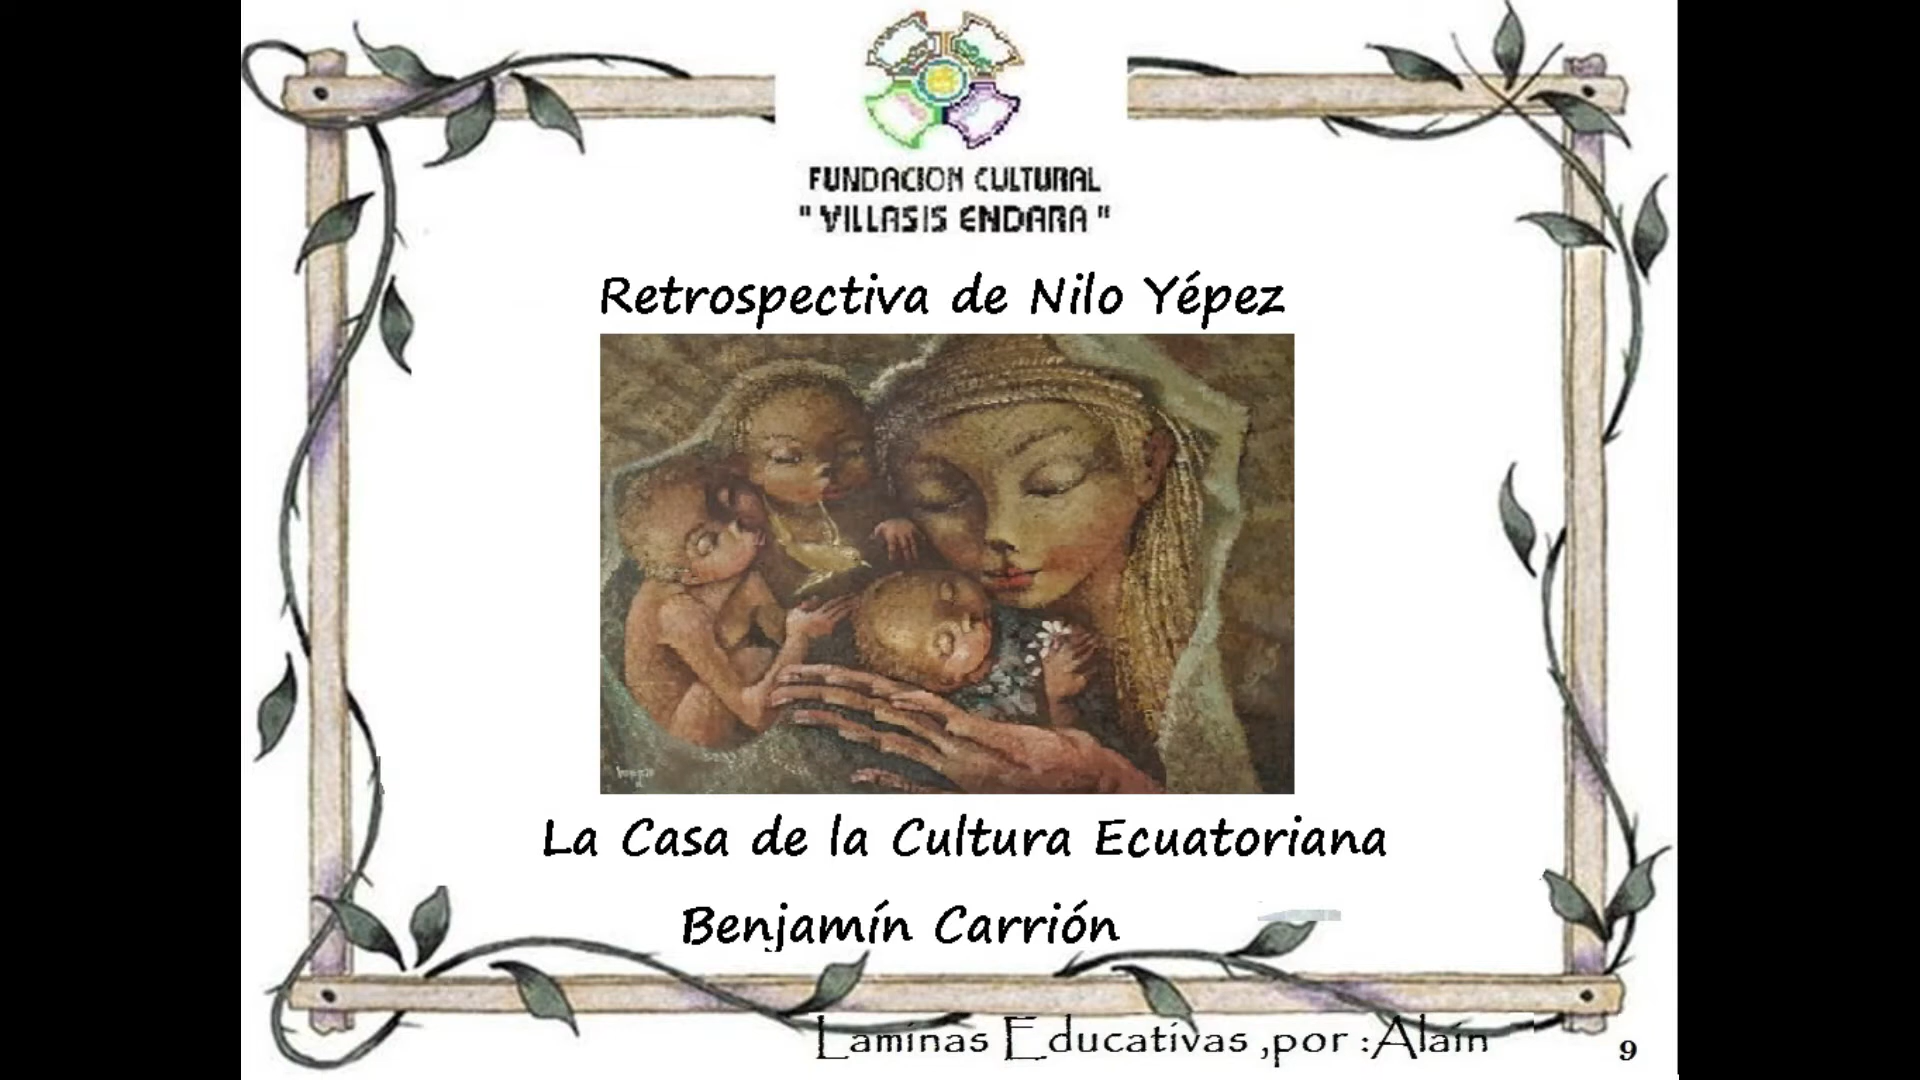 FUNDACION CULTURAL
" VILLASIS ENDARA "
Retrospectiva de Nilo Yépez
La Casa de la Cultura Ecuatoriana
Benjamín Carrión
Laminas Educativas ,por :Alain
9